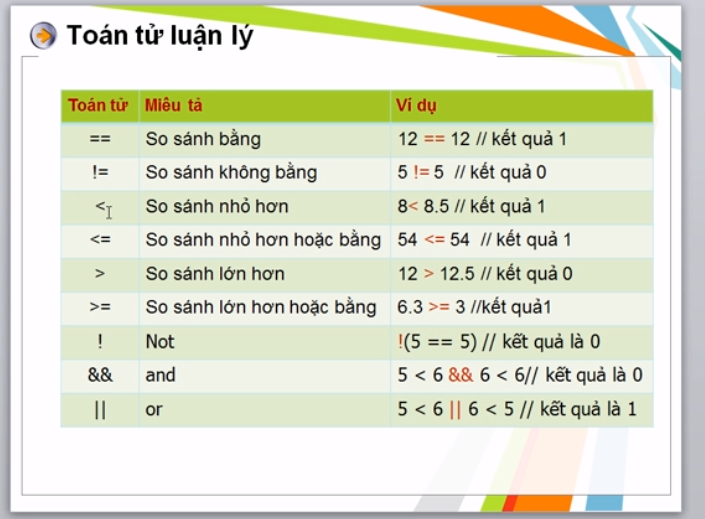 Toán tử luận lý
Toán tử Miêu tả Ví dụ
== So sánh bằng 12 == 12 // kết quả 1
!= So sánh không bằng 5 != 5 // kết quả 0
< So sánh nhỏ hơn 8< 8.5 // kết quả 1
<= So sánh nhỏ hơn hoặc bằng 54 <= 54 // kết quả 1
> So sánh lớn hơn 12 > 12.5 // kết quả 0
>= So sánh lớn hơn hoặc bằng 6.3 >= 3 //kết quả1
! Not !(5 == 5) // kết quả là 0
&& and 5 < 6 && 6 < 6// kết quả là 0
|| or 5 < 6 || 6 < 5 // kết quả là 1